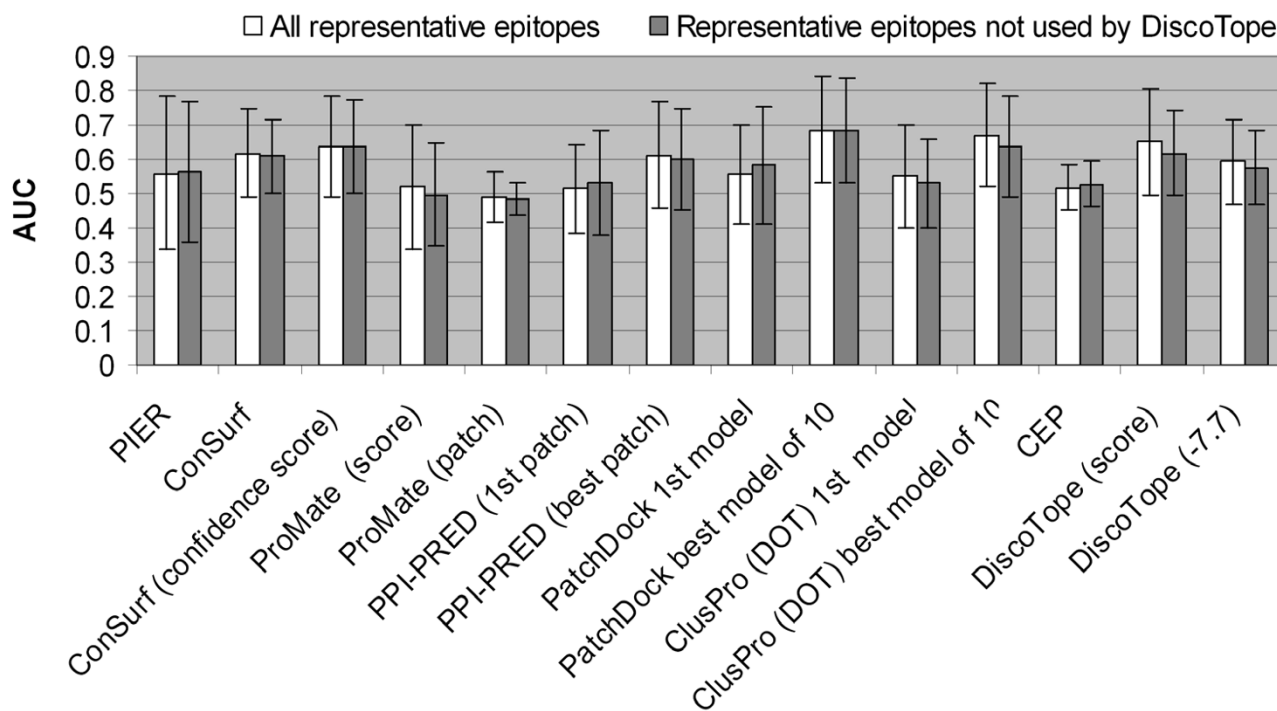 All representative epitopes
Representative epitopes not used by DiscoTope
AUC
0.9
0.8
0.7
0.6
0.5
0.4
0.3
0.2
0.1
0
PIER
ConSurf
ConSurf (confidence score)
ProMate (score)
ProMate (patch)
PPI-PRED (1st patch)
PPI-PRED (best patch)
PatchDock 1st model
PatchDock best model of 10
ClusPro (DOT) 1st model
ClusPro (DOT) best model of 10
CEP
DiscoTope (score)
DiscoTope (-7.7)